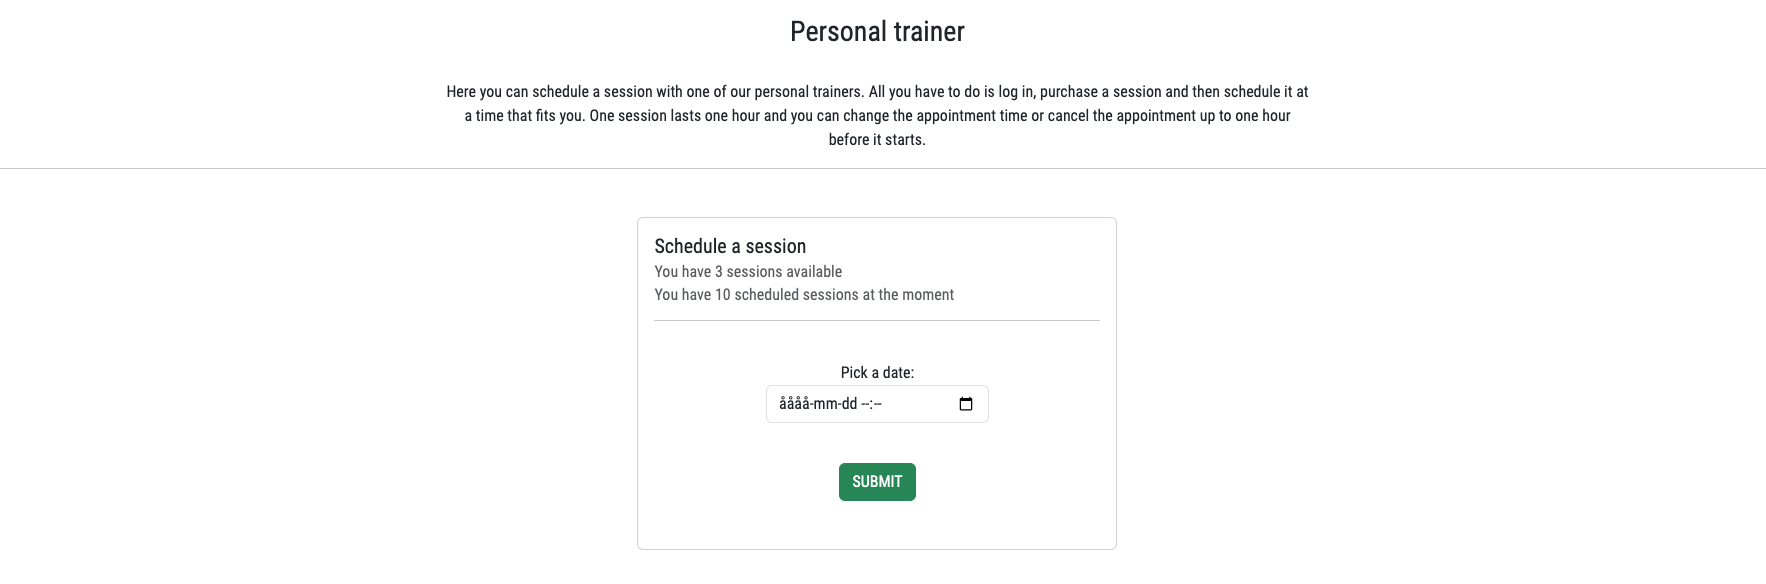 Personal trainer
Here you can schedule a session with one of our personal trainers. All you have to do is log in, purchase a session and then schedule it at
a time that fits you. One session lasts one hour and you can change the appointment time or cancel the appointment up to one hour
before it starts.
Schedule a session
You have 3 sessions available
You have 10 scheduled sessions at the moment
Pick a date:
åååå-mm-dd --:--
SUBMIT